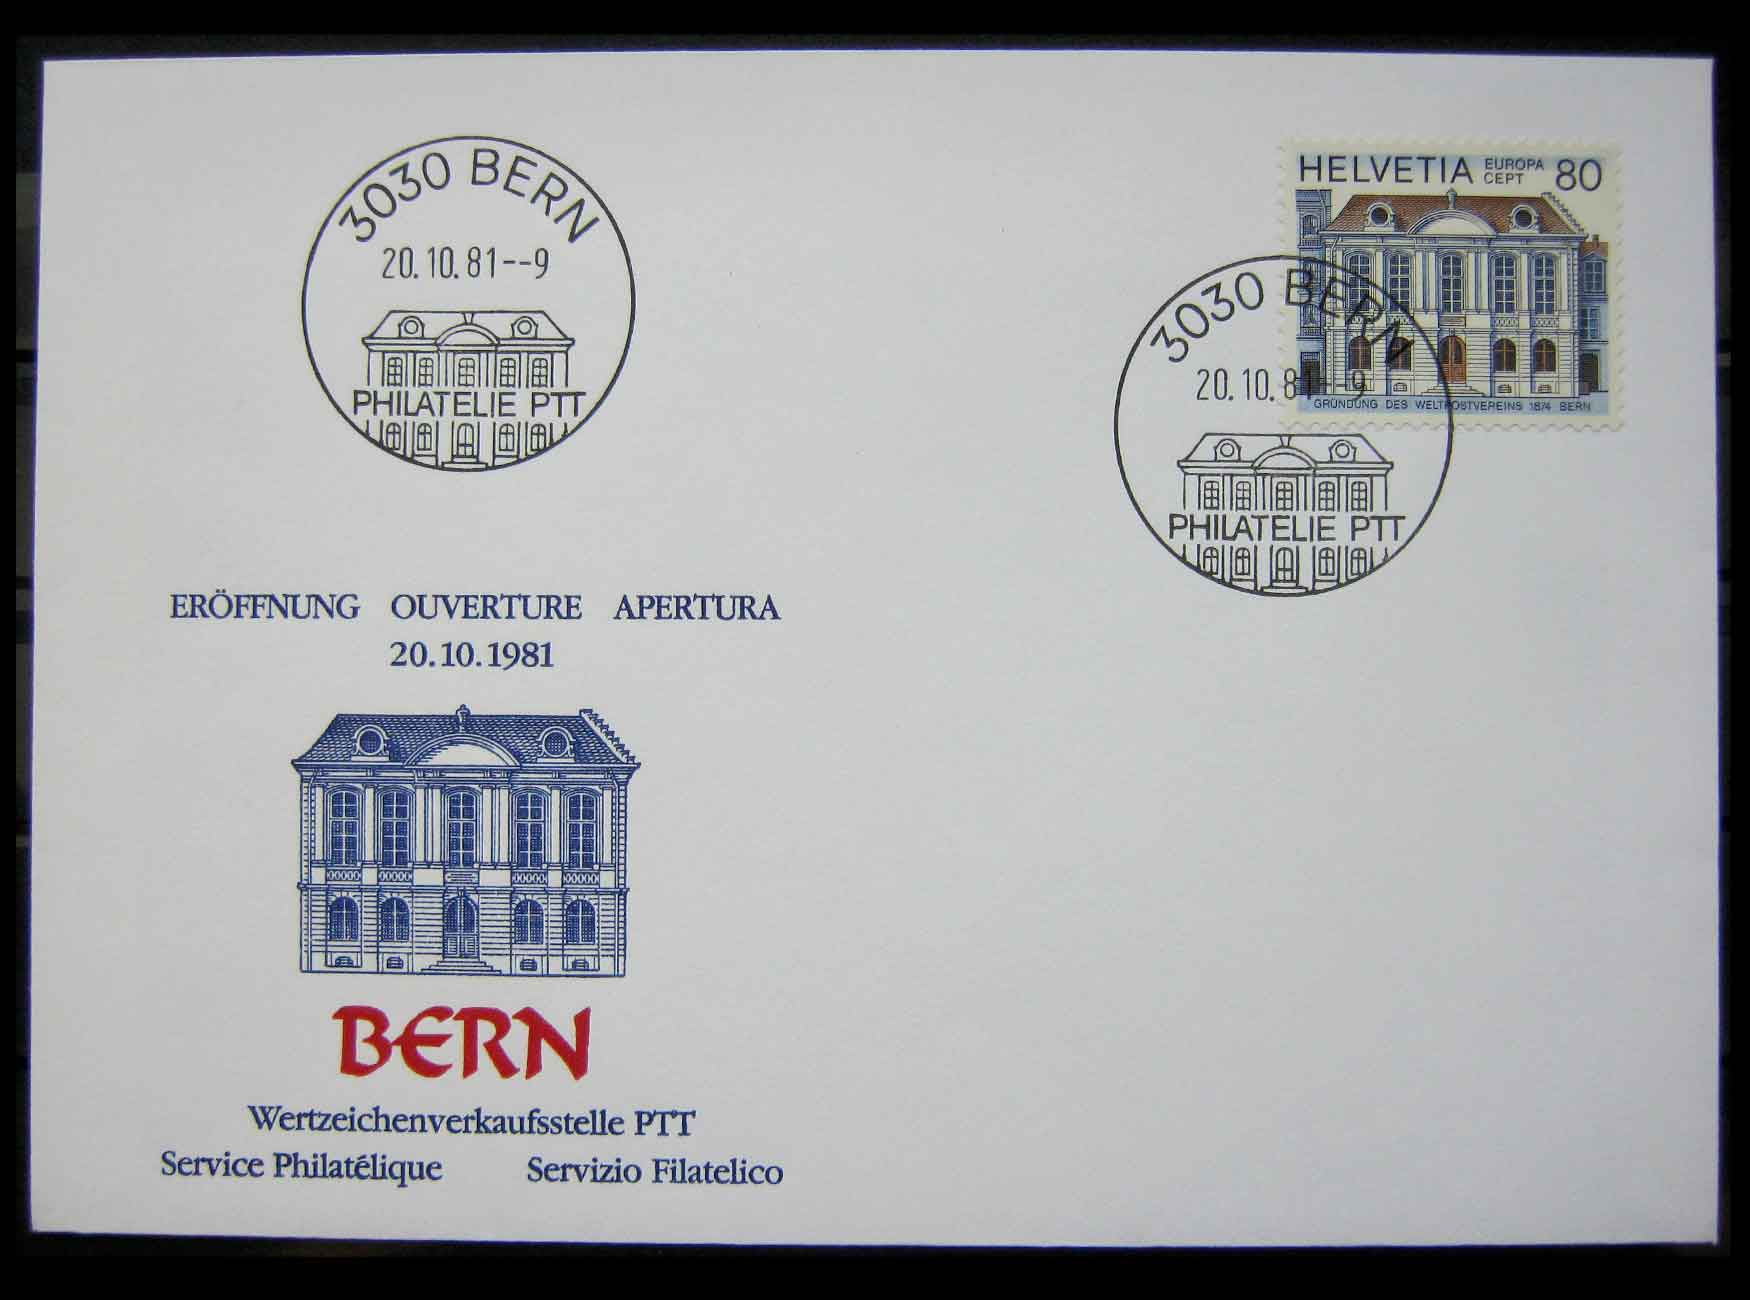 3030 BERN
20.10.81--9
PHILATELIE PTT
HELVETIA EUROPA CEPT 80
GRÜNDUNG DES WELTPOSTVEREINS 1874 BERN
3030 BERN
20.10.81--9
PHILATELIE PTT
ERÖFFNUNG OUVERTURE APERTURA
20.10.1981
BERN
Wertzeichenverkaufsstelle PTT
Service Philatélique Servizio Filatelico